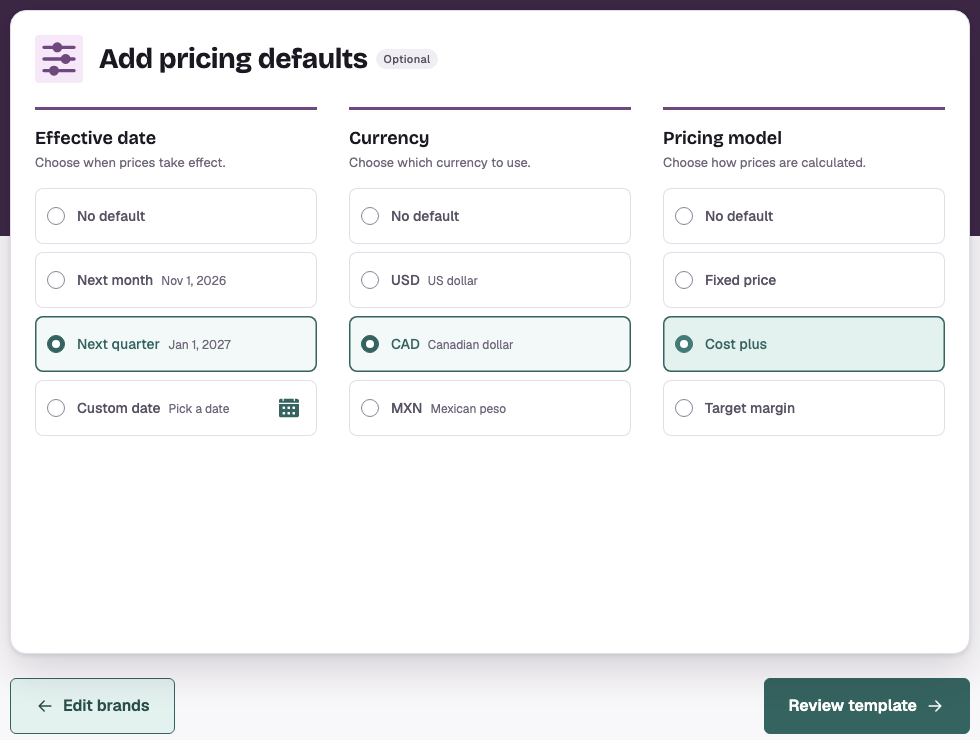 Add pricing defaults Optional
Effective date
Choose when prices take effect.
No default
Next month Nov 1, 2026
Next quarter Jan 1, 2027
Custom date Pick a date
Currency
Choose which currency to use.
No default
USD US dollar
CAD Canadian dollar
MXN Mexican peso
Pricing model
Choose how prices are calculated.
No default
Fixed price
Cost plus
Target margin
← Edit brands
Review template →